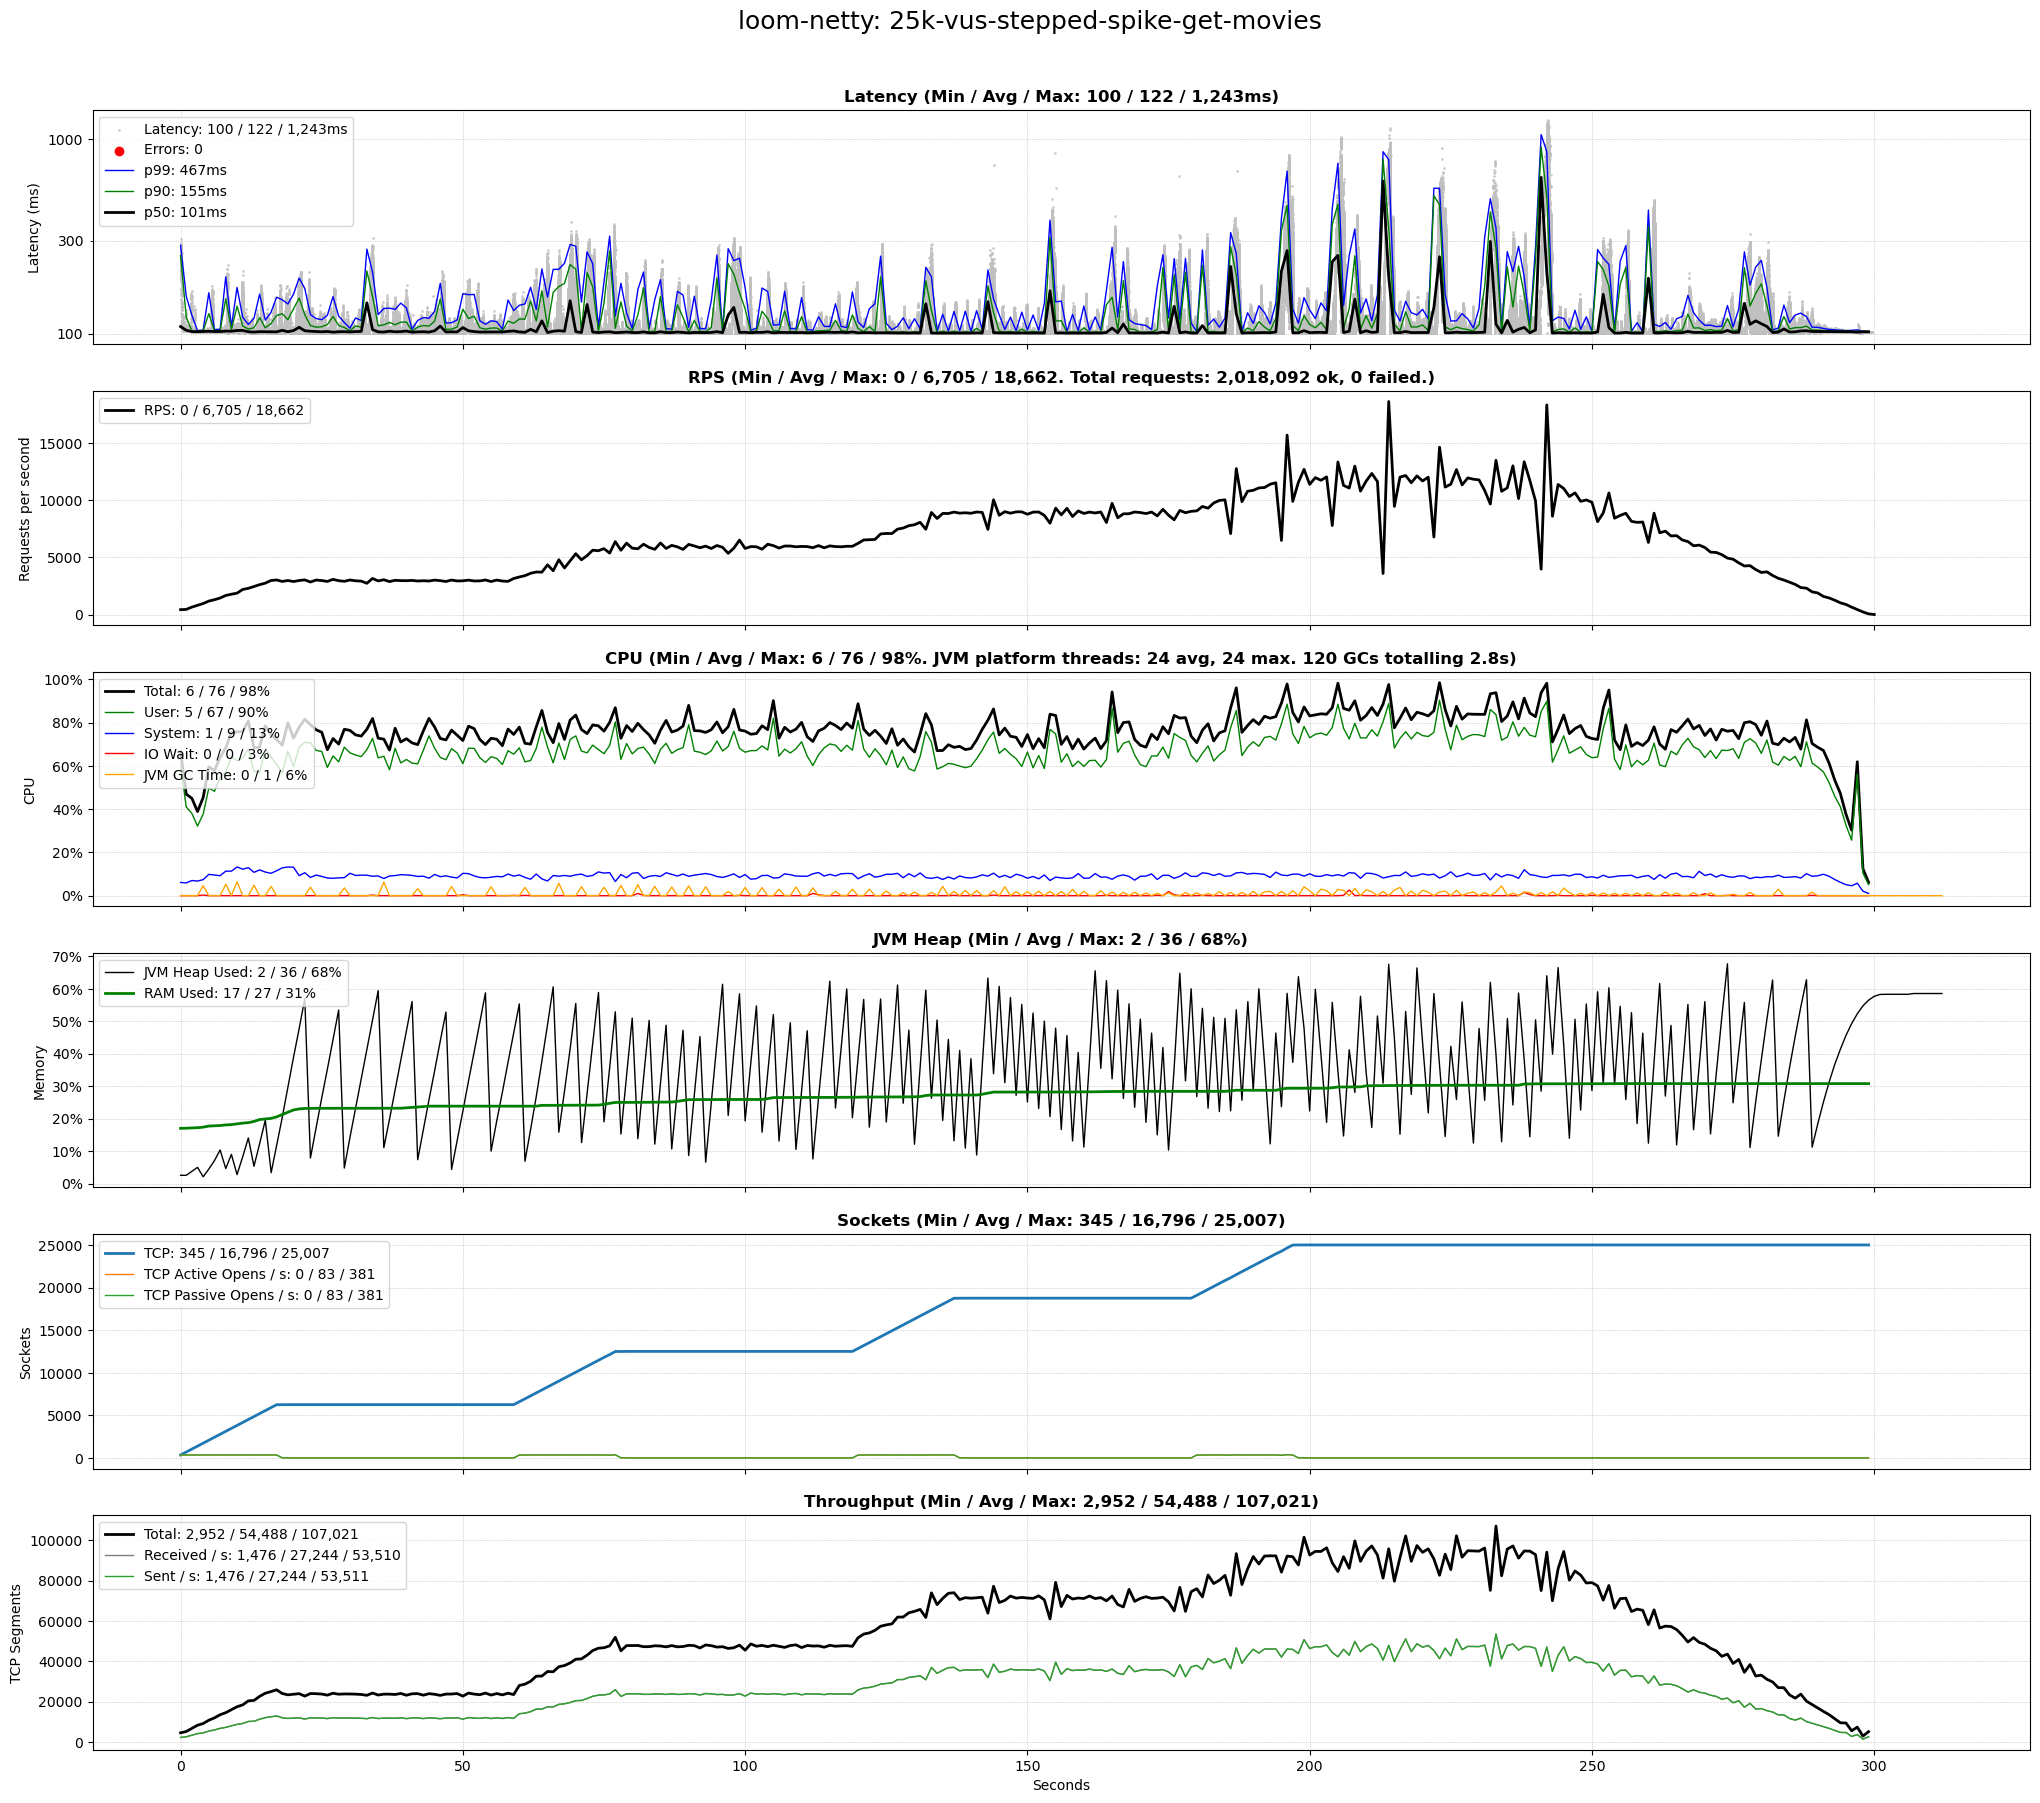 loom-netty: 25k-vus-stepped-spike-get-movies
Latency (Min / Avg / Max: 100 / 122 / 1,243ms)
Latency (ms)
1000
300
100
Latency: 100 / 122 / 1,243ms
Errors: 0
p99: 467ms
p90: 155ms
p50: 101ms
RPS (Min / Avg / Max: 0 / 6,705 / 18,662. Total requests: 2,018,092 ok, 0 failed.)
Requests per second
15000
10000
5000
0
RPS: 0 / 6,705 / 18,662
CPU (Min / Avg / Max: 6 / 76 / 98%. JVM platform threads: 24 avg, 24 max. 120 GCs totalling 2.8s)
CPU
100%
80%
60%
40%
20%
0%
Total: 6 / 76 / 98%
User: 5 / 67 / 90%
System: 1 / 9 / 13%
IO Wait: 0 / 0 / 3%
JVM GC Time: 0 / 1 / 6%
JVM Heap (Min / Avg / Max: 2 / 36 / 68%)
Memory
70%
60%
50%
40%
30%
20%
10%
0%
JVM Heap Used: 2 / 36 / 68%
RAM Used: 17 / 27 / 31%
Sockets (Min / Avg / Max: 345 / 16,796 / 25,007)
Sockets
25000
20000
15000
10000
5000
0
TCP: 345 / 16,796 / 25,007
TCP Active Opens / s: 0 / 83 / 381
TCP Passive Opens / s: 0 / 83 / 381
Throughput (Min / Avg / Max: 2,952 / 54,488 / 107,021)
TCP Segments
100000
80000
60000
40000
20000
0
Total: 2,952 / 54,488 / 107,021
Received / s: 1,476 / 27,244 / 53,510
Sent / s: 1,476 / 27,244 / 53,511
0 50 100 150 200 250 300
Seconds